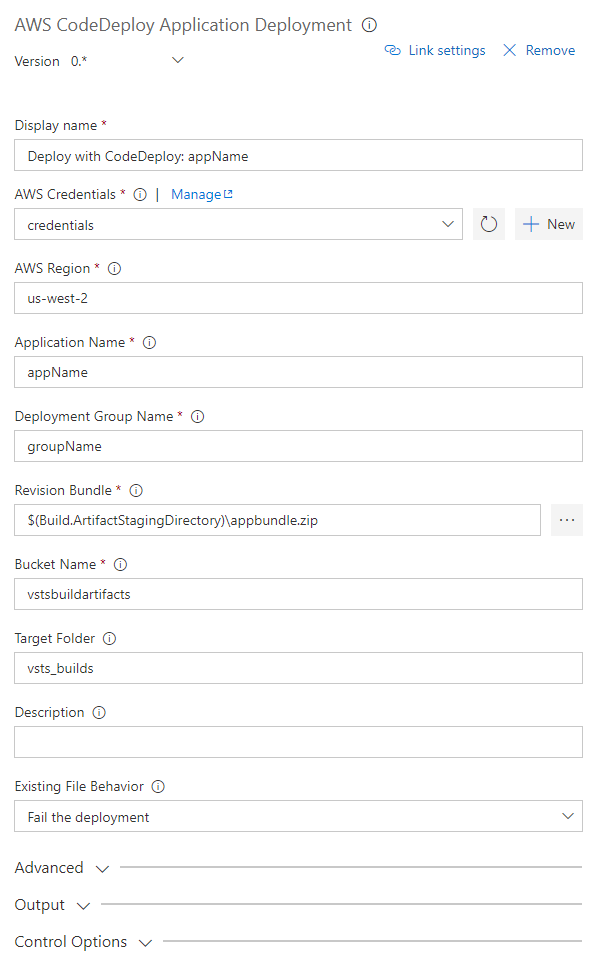 AWS CodeDeploy Application Deployment
Link settings Remove
Version 0.*
Display name *
Deploy with CodeDeploy: appName
AWS Credentials * | Manage
credentials
New
AWS Region *
us-west-2
Application Name *
appName
Deployment Group Name *
groupName
Revision Bundle *
$(Build.ArtifactStagingDirectory)\appbundle.zip
...
Bucket Name *
vstsbuildartifacts
Target Folder
vsts_builds
Description
Existing File Behavior
Fail the deployment
Advanced
Output
Control Options